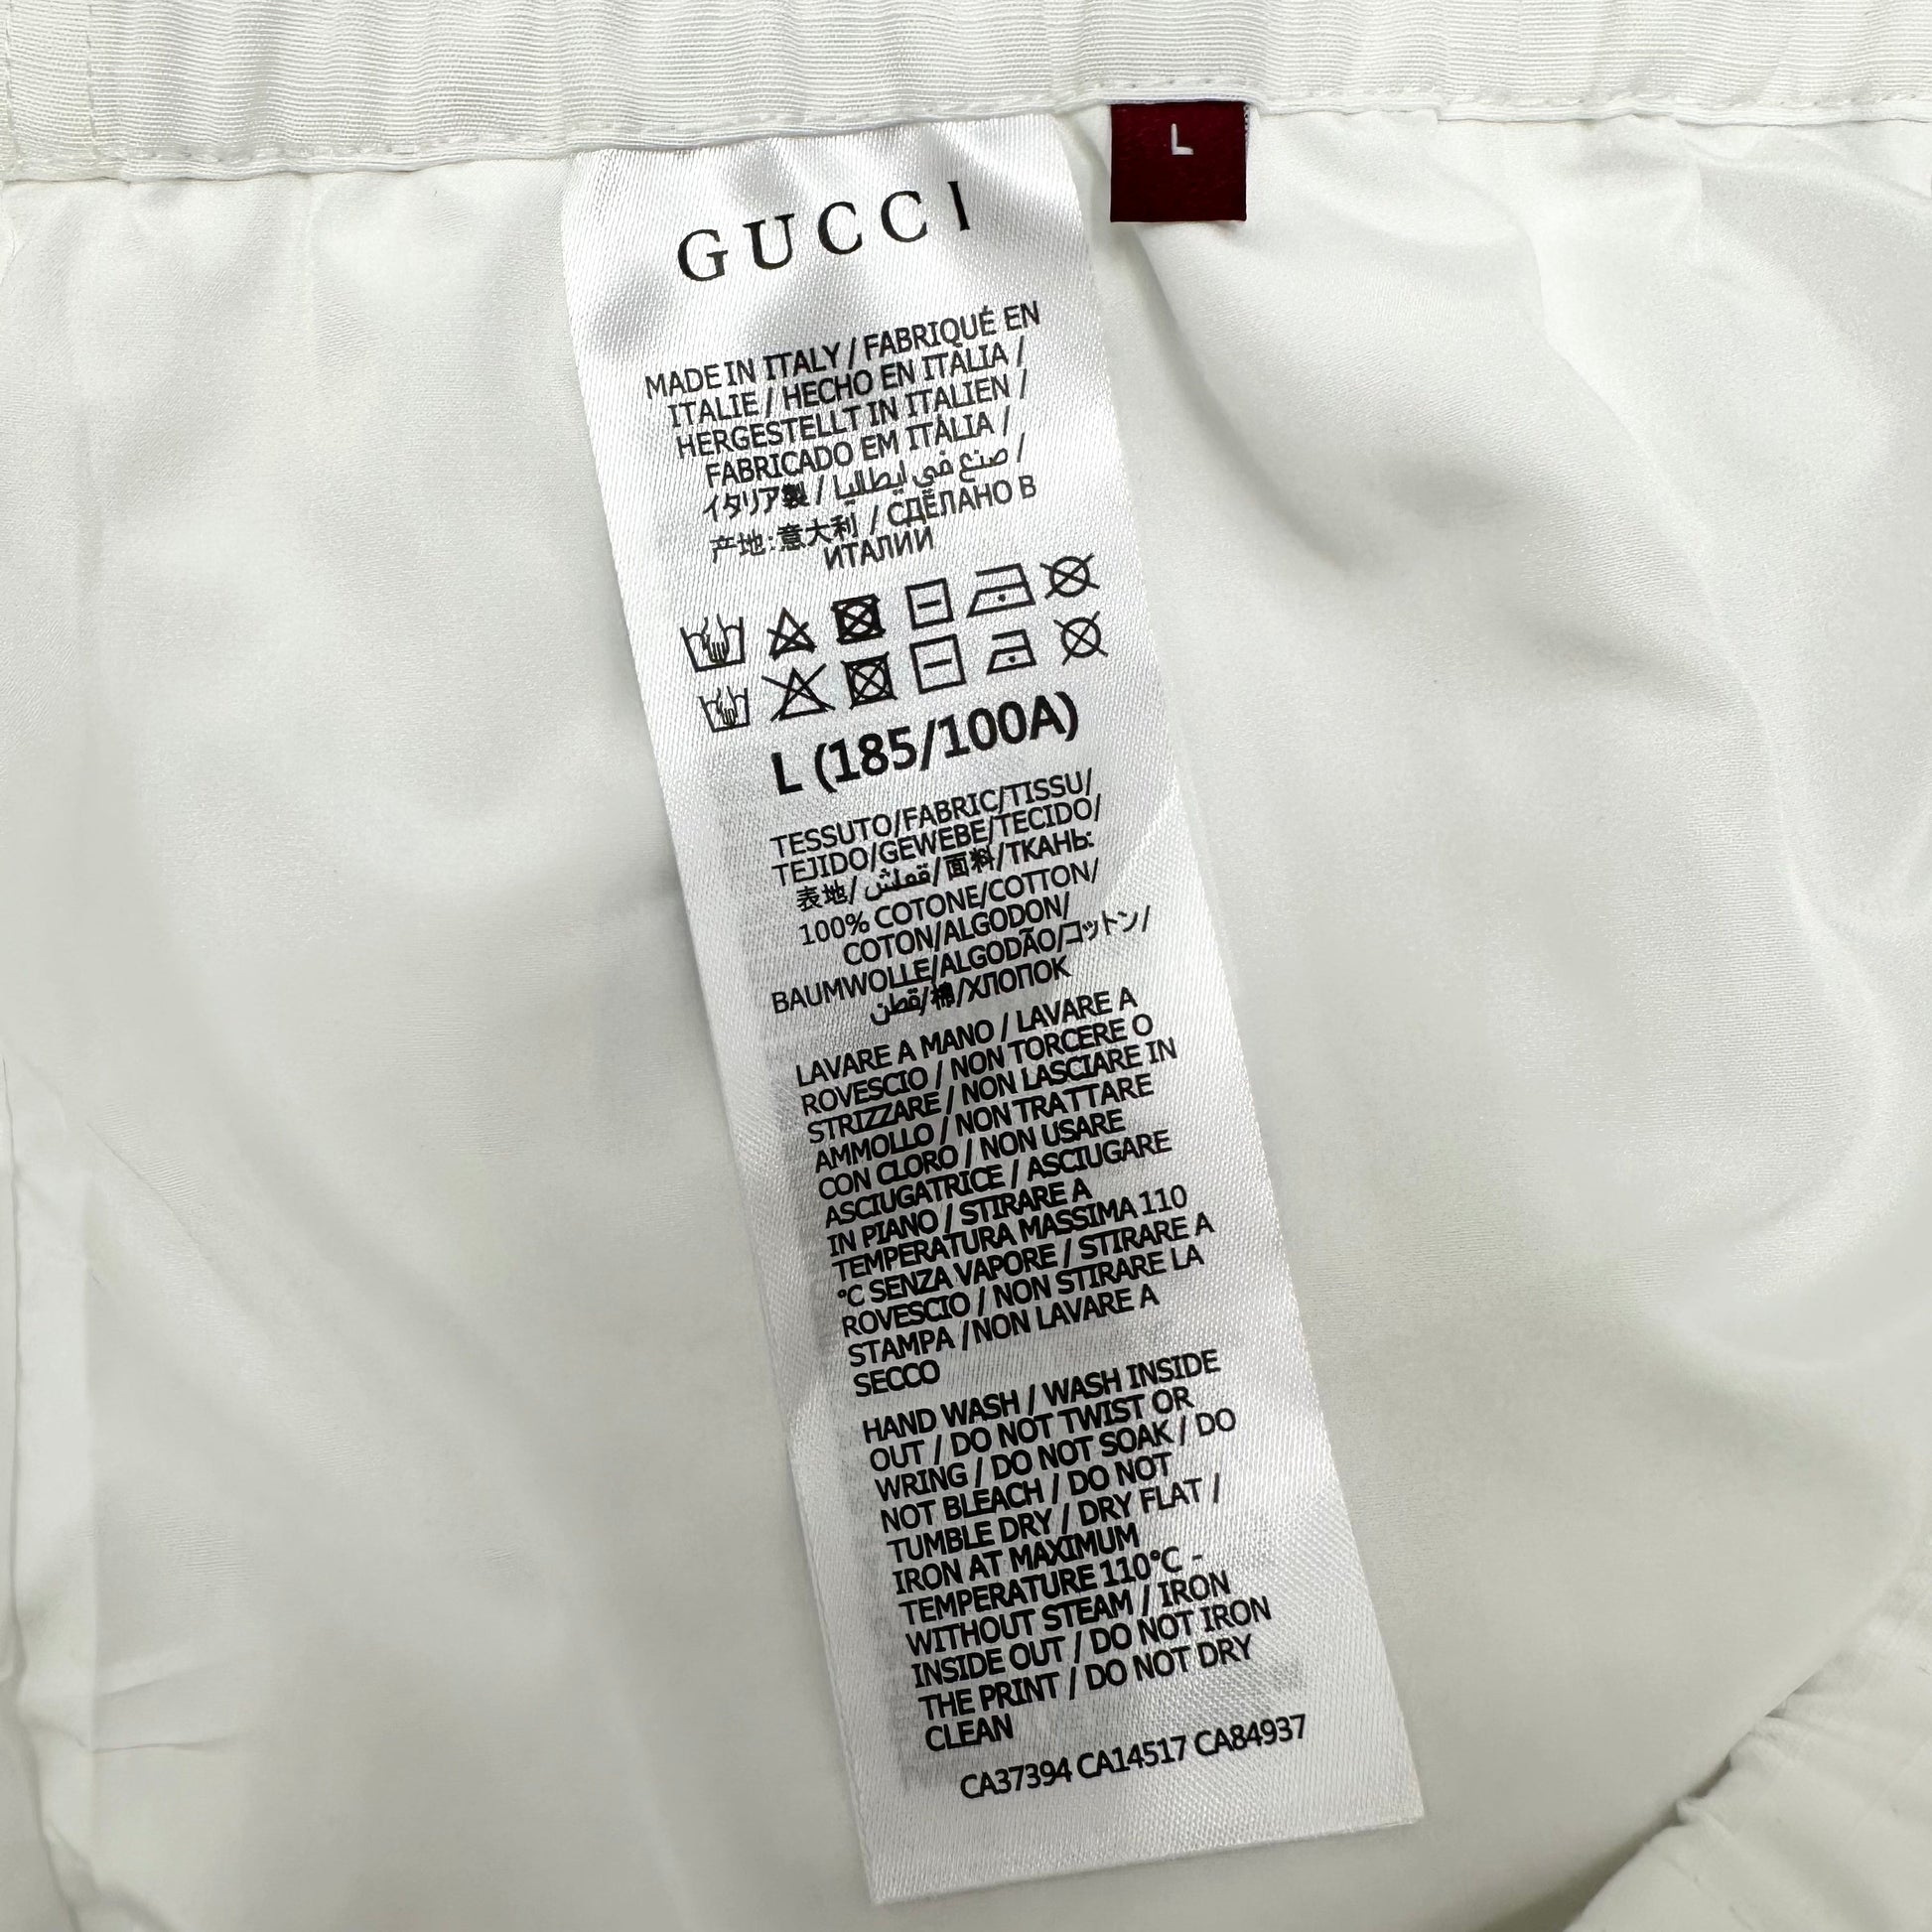 L
GUCCI
MADE IN ITALY / FABRIQUÉ EN
ITALIE / HECHO EN ITALIA /
HERGESTELLT IN ITALIEN /
FABRICADO EM ITÁLIA /
イタリア製 / صنع في ايطاليا /
产地:意大利 / СДЕЛАНО В
ИТАЛИИ
L (185/100A)
TESSUTO/FABRIC/TISSU/
TEJIDO/GEWEBE/TECIDO/
表地/قماش/面料/ТКАНЬ:
100% COTONE/COTTON/
COTON/ALGODON/
BAUMWOLLE/ALGODÃO/コットン/
قطن/棉/ХЛОПОК
LAVARE A MANO / LAVARE A
ROVESCIO / NON TORCERE O
STRIZZARE / NON LASCIARE IN
AMMOLLO / NON TRATTARE
CON CLORO / NON USARE
ASCIUGATRICE / ASCIUGARE
IN PIANO / STIRARE A
TEMPERATURA MASSIMA 110
°C SENZA VAPORE / STIRARE A
ROVESCIO / NON STIRARE LA
STAMPA /NON LAVARE A
SECCO
HAND WASH / WASH INSIDE
OUT / DO NOT TWIST OR
WRING / DO NOT SOAK / DO
NOT BLEACH / DO NOT
TUMBLE DRY / DRY FLAT /
IRON AT MAXIMUM
TEMPERATURE 110°C -
WITHOUT STEAM / IRON
INSIDE OUT / DO NOT IRON
THE PRINT / DO NOT DRY
CLEAN
CA37394 CA14517 CA84937